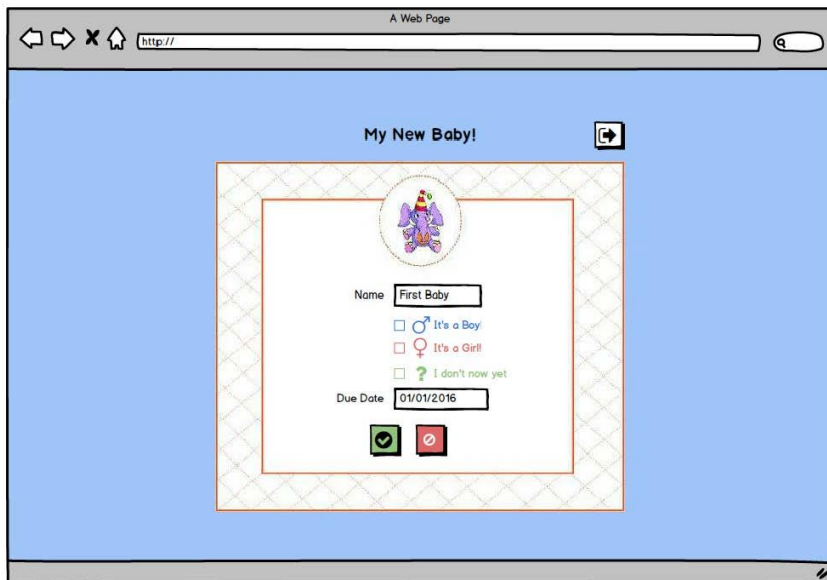 A Web Page
http://
My New Baby!
Name First Baby
It's a Boy
It's a Girl!
? I don't now yet
Due Date 01/01/2016